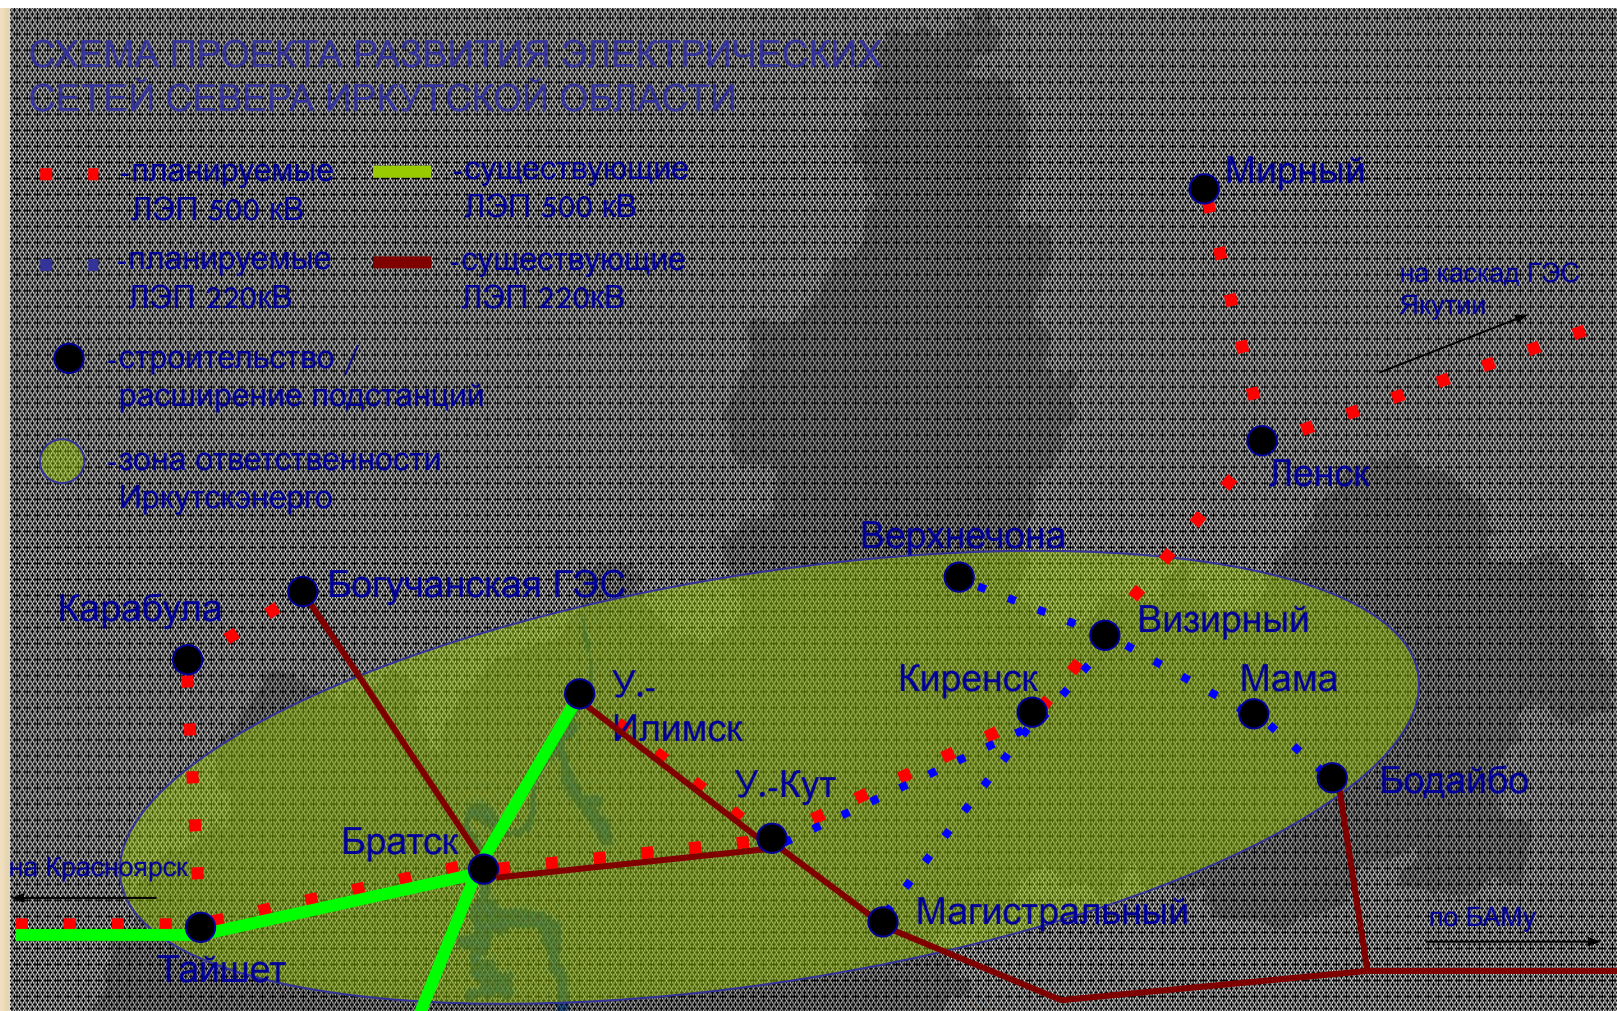 СХЕМА ПРОЕКТА РАЗВИТИЯ ЭЛЕКТРИЧЕСКИХ
СЕТЕЙ СЕВЕРА ИРКУТСКОЙ ОБЛАСТИ
-планируемые
ЛЭП 500 кВ
-существующие
ЛЭП 500 кВ
-планируемые
ЛЭП 220кВ
-существующие
ЛЭП 220кВ
-строительство /
расширение подстанций
-зона ответственности
Иркутскэнерго
Мирный
на каскад ГЭС
Якутии
Ленск
Верхнечона
Богучанская ГЭС
Карабула
Визирный
Киренск
Мама
У.-
Илимск
У.-Кут
Бодайбо
Братск
на Красноярск
Магистральный
по БАМу
Тайшет